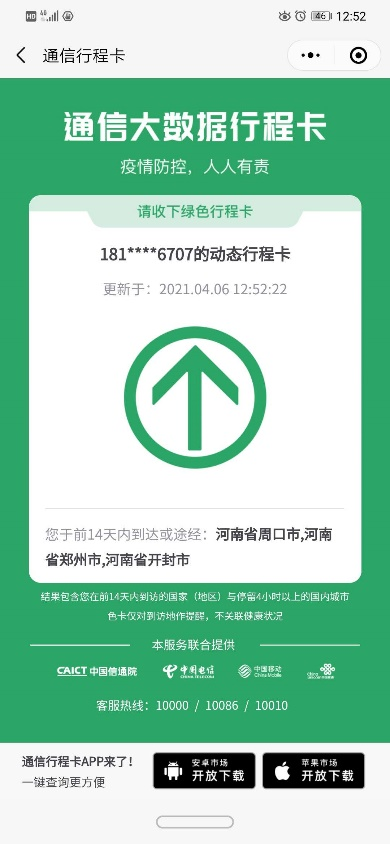 HD 4G 46 12:52
通信行程卡
通信大数据行程卡
疫情防控，人人有责
请收下绿色行程卡
181****6707的动态行程卡
更新于：2021.04.06 12:52:22
您于前14天内到达或途经：河南省周口市,河南
省郑州市,河南省开封市
结果包含您在前14天内到访的国家（地区）与停留4小时以上的国内城市
色卡仅对到访地作提醒，不关联健康状况
本服务联合提供
CAICT 中国信通院 中国电信 CHINA TELECOM 中国移动 China Mobile
客服热线：10000 / 10086 / 10010
通信行程卡APP来了！
一键查询更方便
安卓市场
开放下载
苹果市场
开放下载